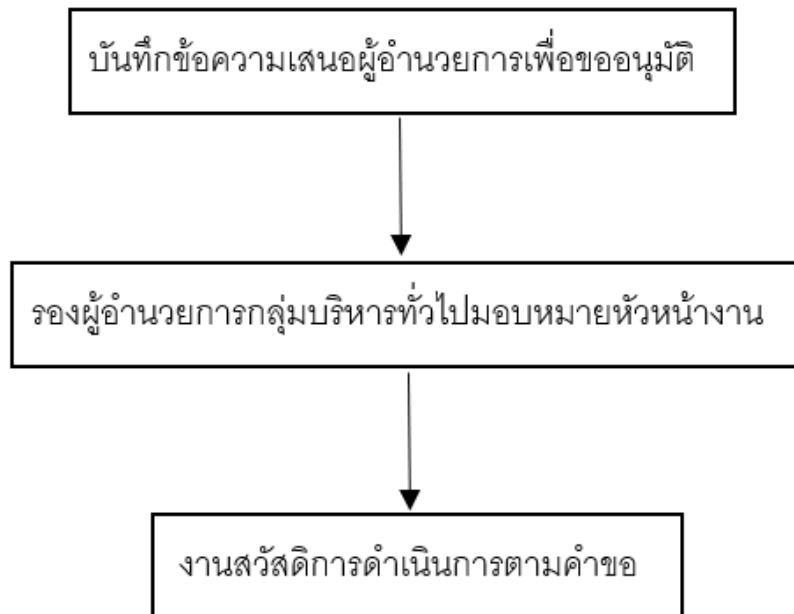 บันทึกข้อความเสนอผู้อำนวยการเพื่อขออนุมัติ
รองผู้อำนวยการกลุ่มบริหารทั่วไปมอบหมายหัวหน้างาน
งานสวัสดิการดำเนินการตามคำขอ